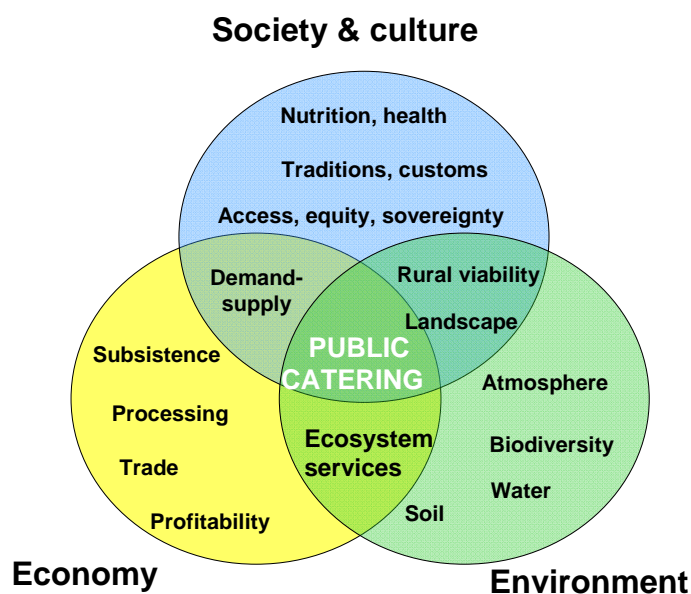 Society & culture
Nutrition, health
Traditions, customs
Access, equity, sovereignty
Demand-
supply
Rural viability
Landscape
PUBLIC
CATERING
Subsistence
Processing
Trade
Profitability
Ecosystem
services
Atmosphere
Biodiversity
Water
Soil
Economy
Environment